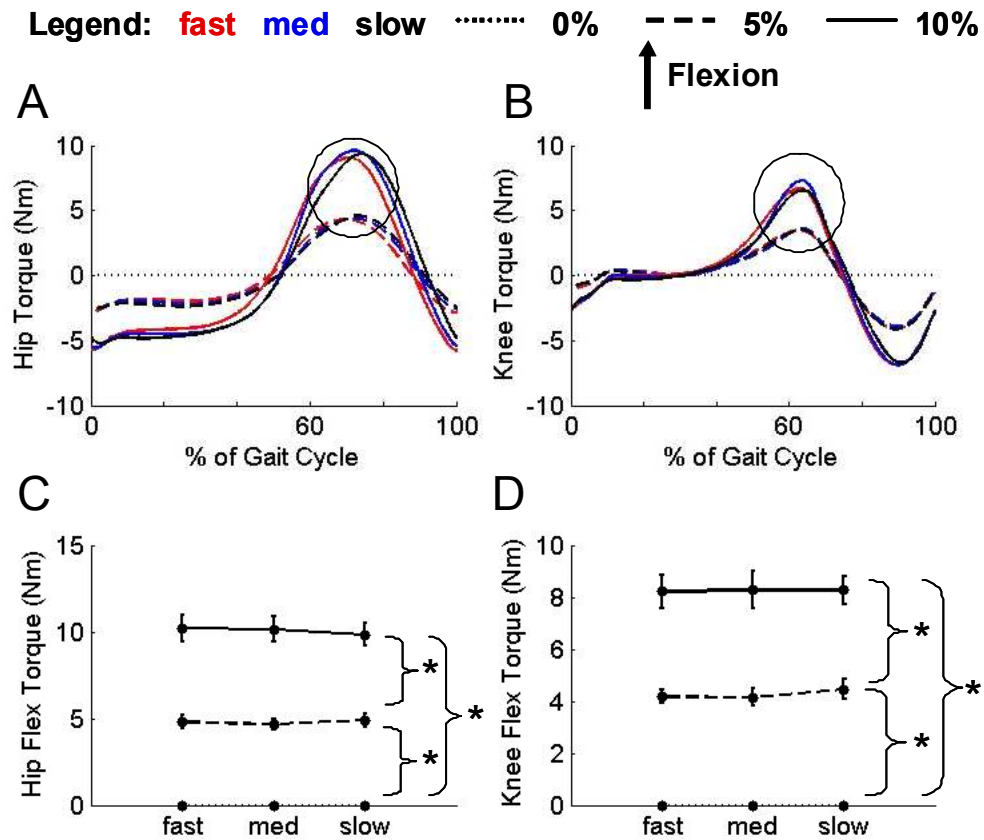 Legend: fast med slow 0% 5% 10%
Flexion
A
B
10
5
0
-5
-10
Hip Torque (Nm)
0
60
100
% of Gait Cycle
10
5
0
-5
-10
Knee Torque (Nm)
0
60
100
% of Gait Cycle
C
D
15
10
5
0
Hip Flex Torque (Nm)
fast
med
slow
*
*
*
10
8
6
4
2
0
Knee Flex Torque (Nm)
fast
med
slow
*
*
*